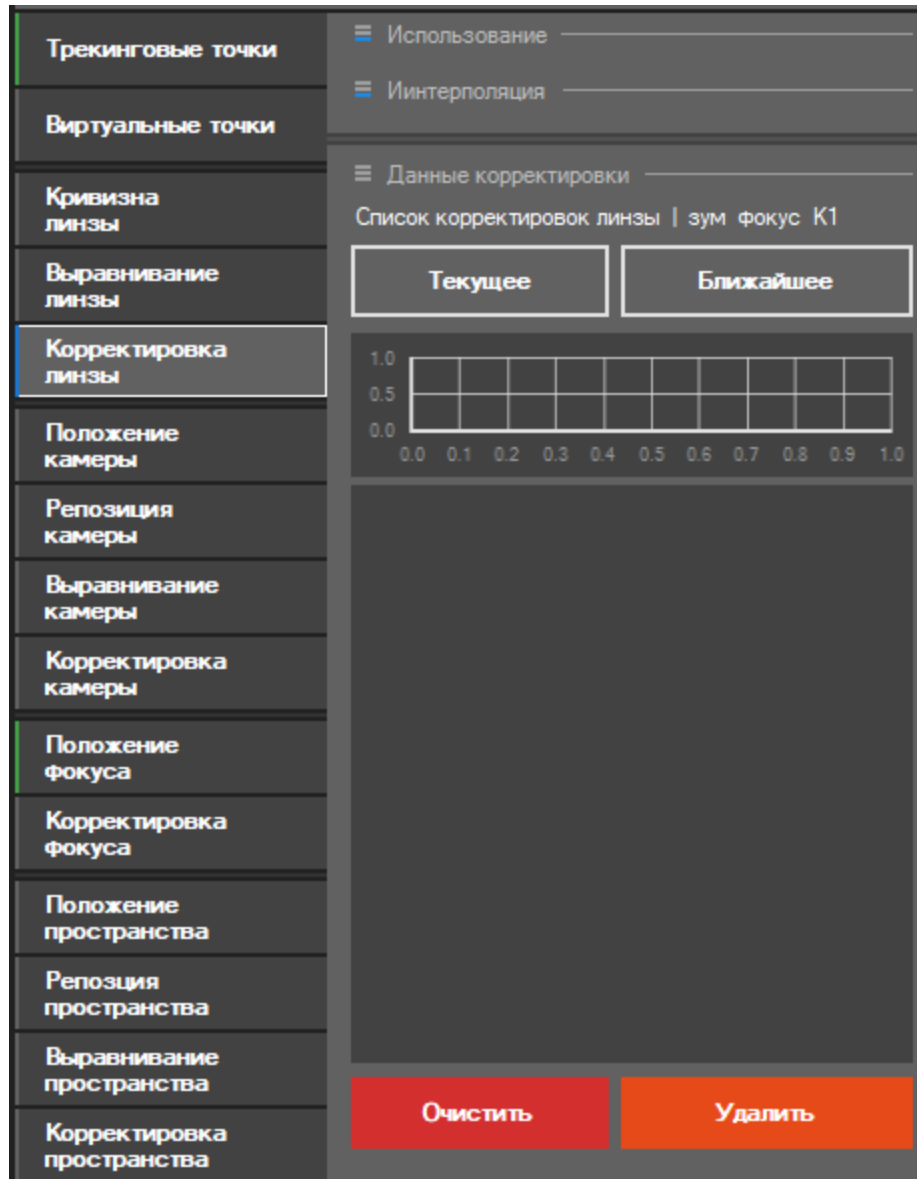 Трекинговые точки
Виртуальные точки
Кривизна
линзы
Выравнивание
линзы
Корректировка
линзы
Положение
камеры
Репозиция
камеры
Выравнивание
камеры
Корректировка
камеры
Положение
фокуса
Корректировка
фокуса
Положение
пространства
Репозция
пространства
Выравнивание
пространства
Корректировка
пространства
Использование
Иинтерполяция
Данные корректировки
Список корректировок линзы | зум фокус К1
Текущее Ближайшее
1.0
0.5
0.0
0.0 0.1 0.2 0.3 0.4 0.5 0.6 0.7 0.8 0.9 1.0
Очистить Удалить